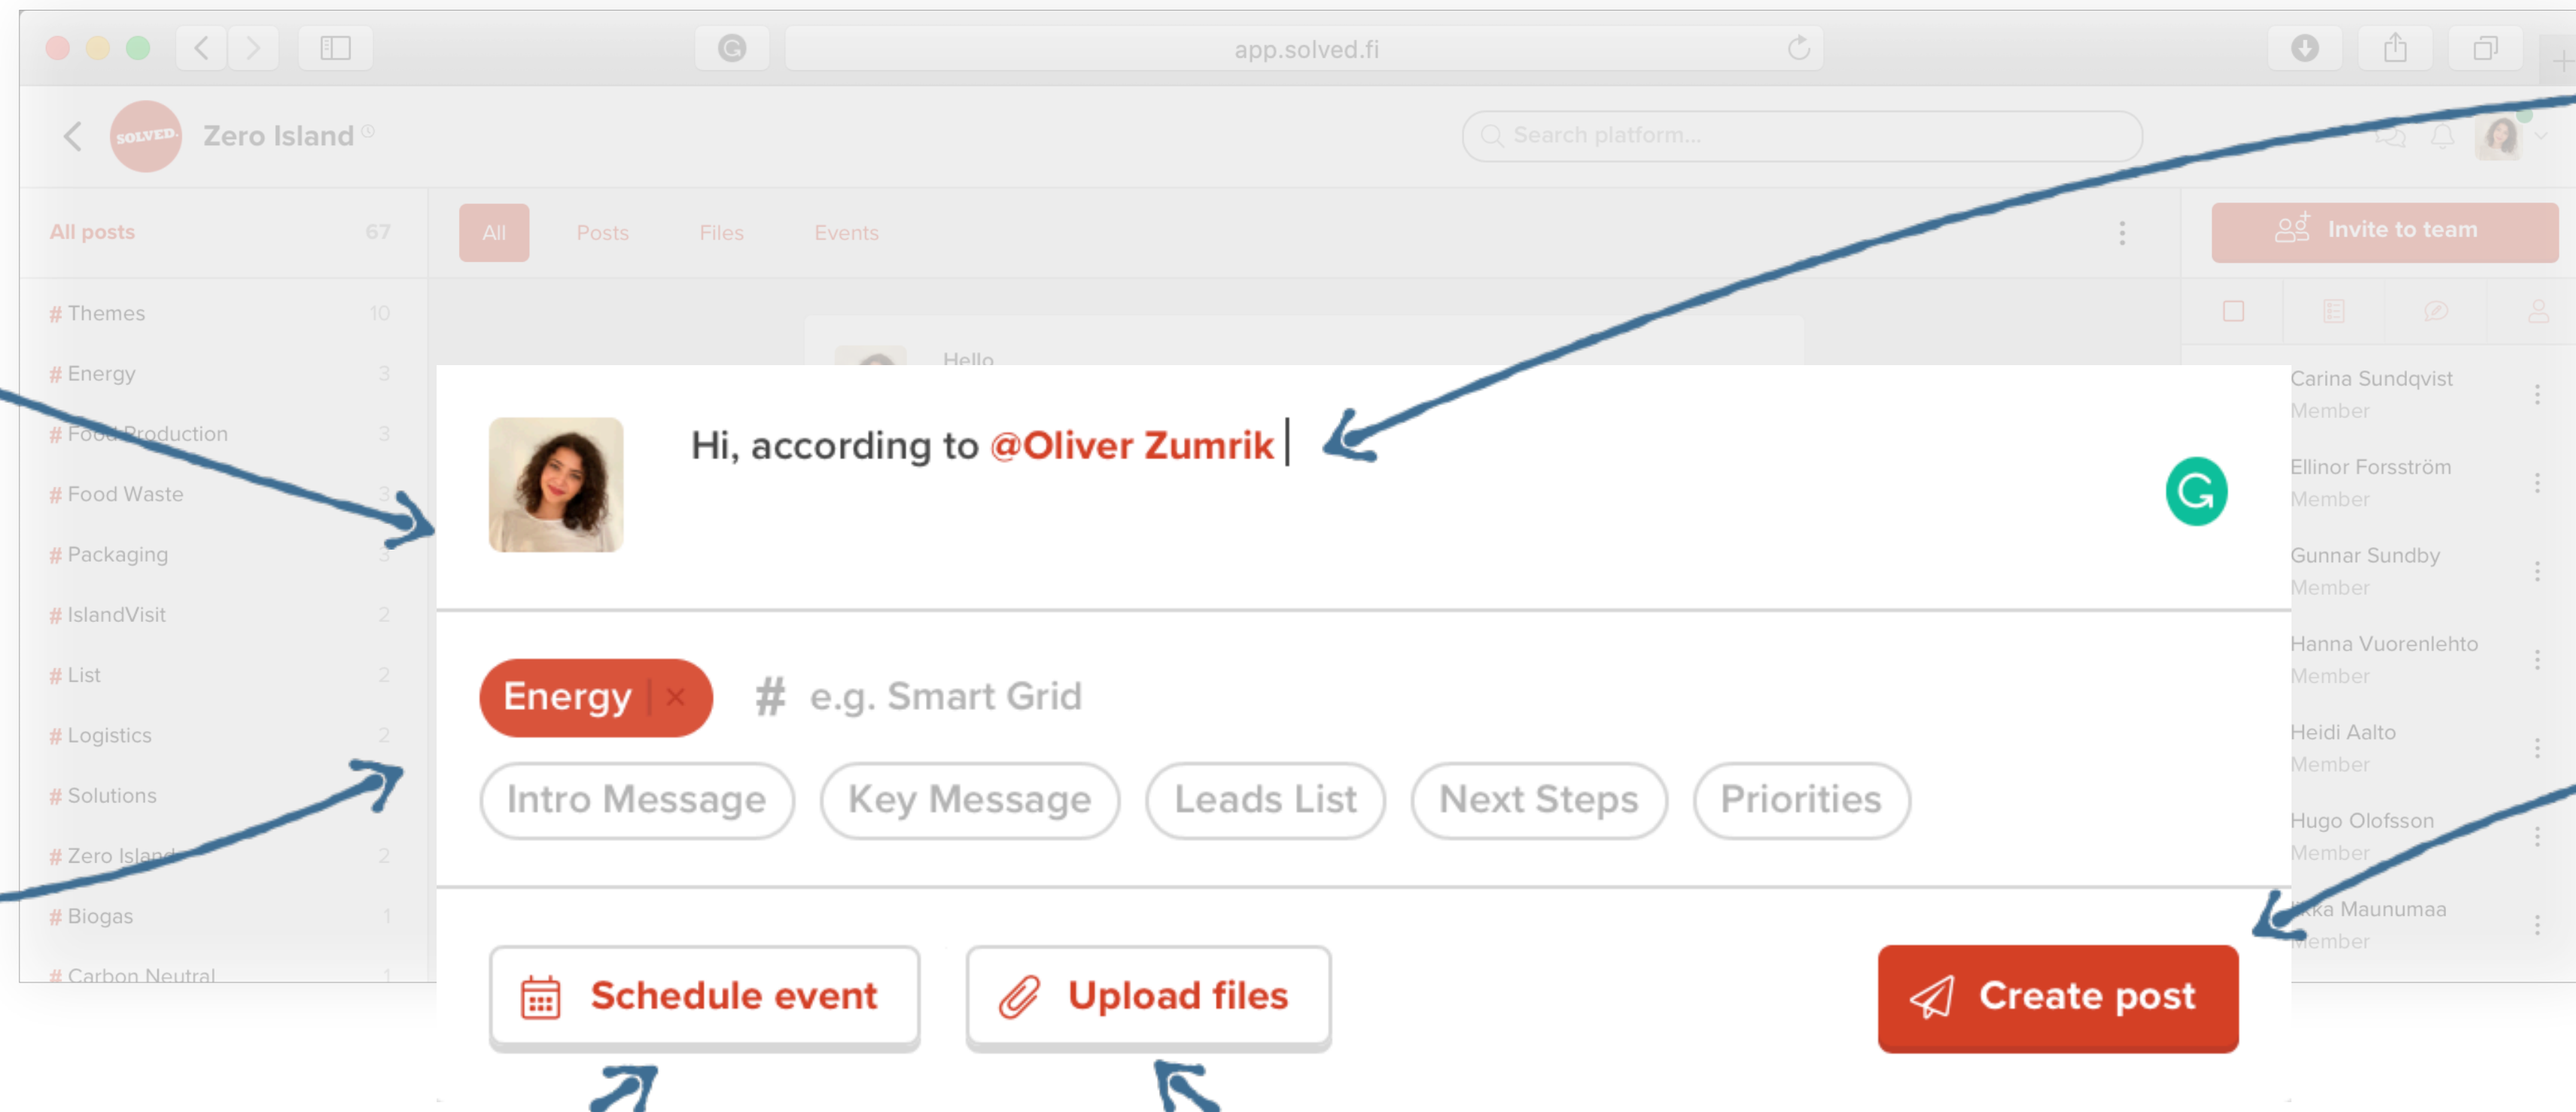 app.solved.fi
SOLVED.
Zero Island
Search platform...
All posts 67
All Posts Files Events
Invite to team
# Themes 10
# Energy 3
# Food Production 3
# Food Waste 3
# Packaging 3
# IslandVisit 2
# List 2
# Logistics 2
# Solutions
# Zero Island 2
# Biogas 1
# Carbon Neutral 1
Hello
Hi, according to @Oliver Zumrik
Energy | × # e.g. Smart Grid
Intro Message Key Message Leads List Next Steps Priorities
Schedule event Upload files Create post
Carina Sundqvist
Member
Ellinor Forsström
Member
Gunnar Sundby
Member
Hanna Vuorenlehto
Member
Heidi Aalto
Member
Hugo Olofsson
Member
Maunumaa
Member